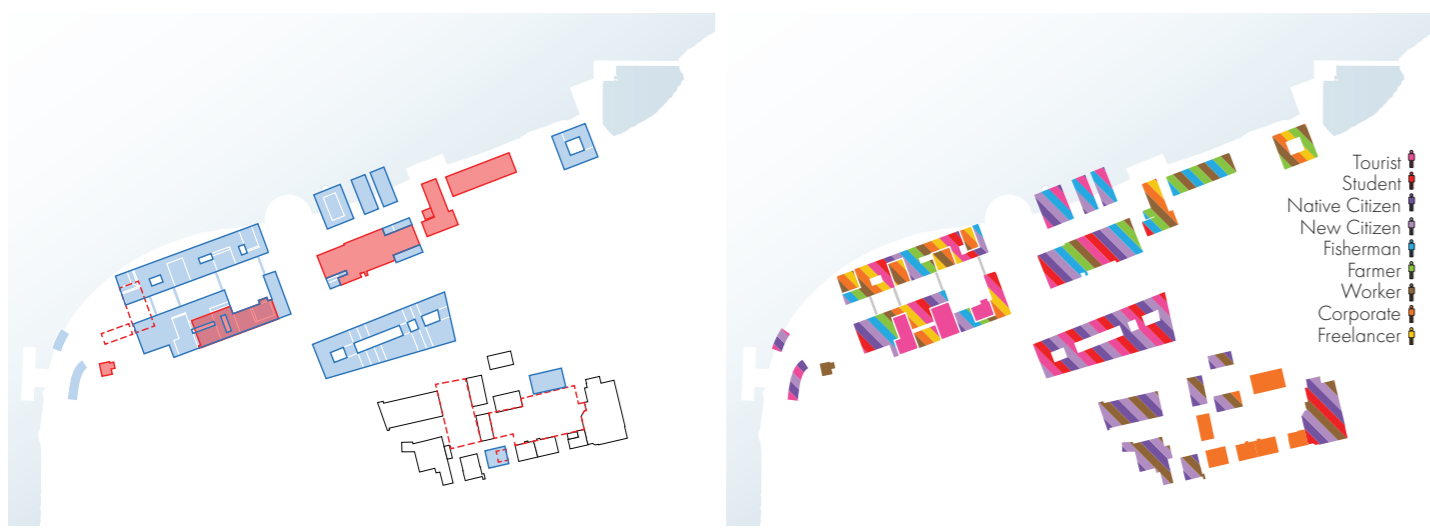 Tourist
Student
Native Citizen
New Citizen
Fisherman
Farmer
Worker
Corporate
Freelancer